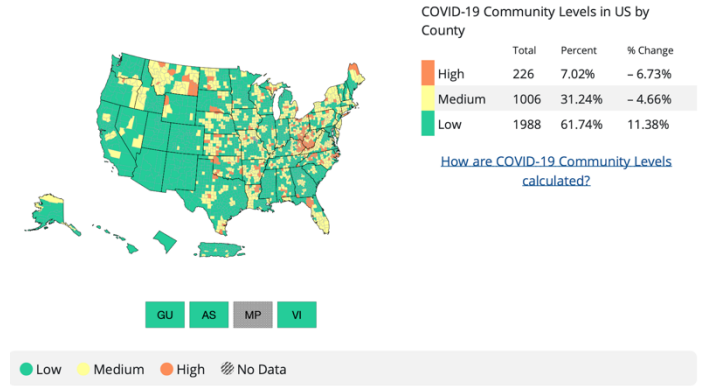 COVID-19 Community Levels in US by
County
Total Percent % Change
High 226 7.02% – 6.73%
Medium 1006 31.24% – 4.66%
Low 1988 61.74% 11.38%
How are COVID-19 Community Levels
calculated?
GU AS MP VI
Low Medium High No Data